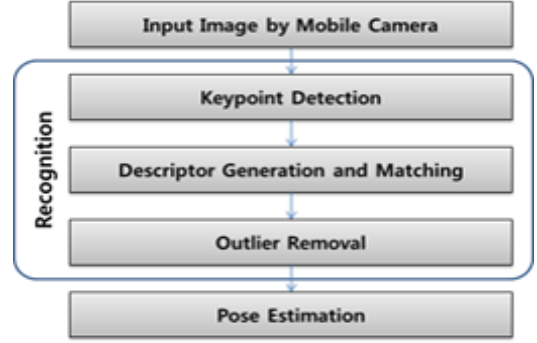 Input Image by Mobile Camera
Recognition
Keypoint Detection
Descriptor Generation and Matching
Outlier Removal
Pose Estimation